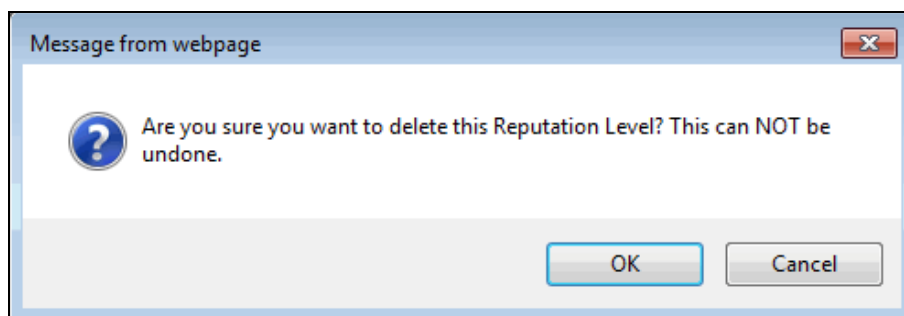 Message from webpage
Are you sure you want to delete this Reputation Level? This can NOT be
undone.
OK
Cancel